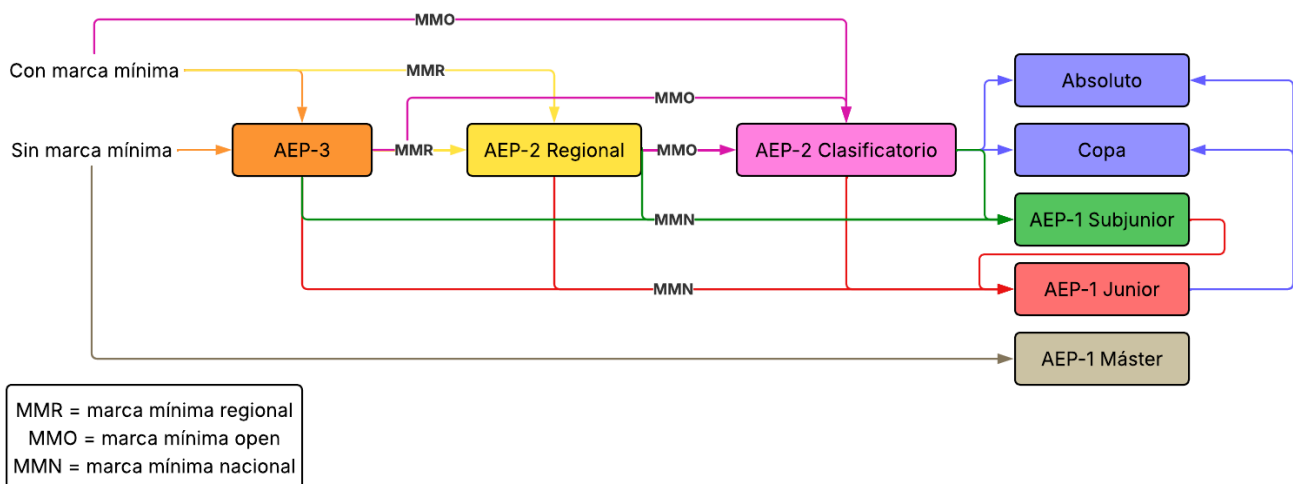 MMO
Con marca mínima
MMR
Absoluto
MMO
Sin marca mínima
AEP-3
MMR
AEP-2 Regional
MMO
AEP-2 Clasificatorio
Copa
MMN
AEP-1 Subjunior
MMN
AEP-1 Junior
AEP-1 Máster
MMR = marca mínima regional
MMO = marca mínima open
MMN = marca mínima nacional